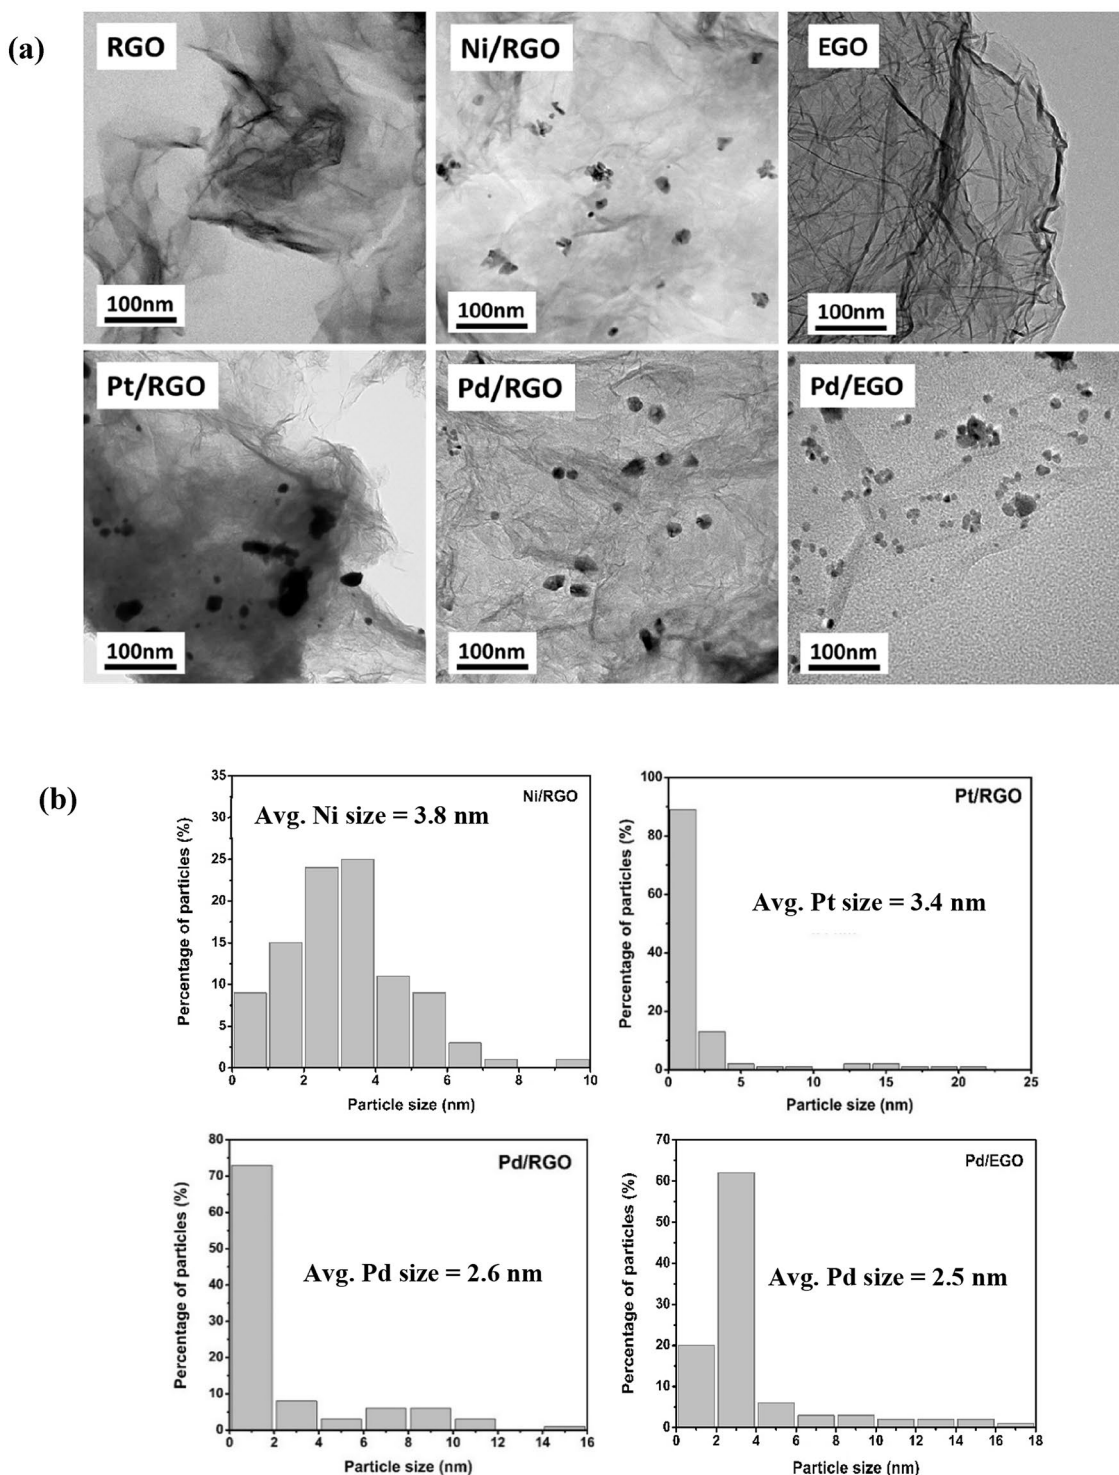 (a)
RGO
Ni/RGO
EGO
100nm
100nm
100nm
Pt/RGO
Pd/RGO
Pd/EGO
100nm
100nm
100nm
(b)
Ni/RGO
Avg. Ni size = 3.8 nm
Percentage of particles (%)
35
30
25
20
15
10
5
0
0 2 4 6 8 10
Particle size (nm)
Pt/RGO
Avg. Pt size = 3.4 nm
Percentage of particles (%)
100
80
60
40
20
0
0 5 10 15 20 25
Particle size (nm)
Pd/RGO
Avg. Pd size = 2.6 nm
Percentage of particles (%)
80
70
60
50
40
30
20
10
0
0 2 4 6 8 10 12 14 16
Particle size (nm)
Pd/EGO
Avg. Pd size = 2.5 nm
Percentage of particles (%)
70
60
50
40
30
20
10
0
0 2 4 6 8 10 12 14 16 18
Particle size (nm)